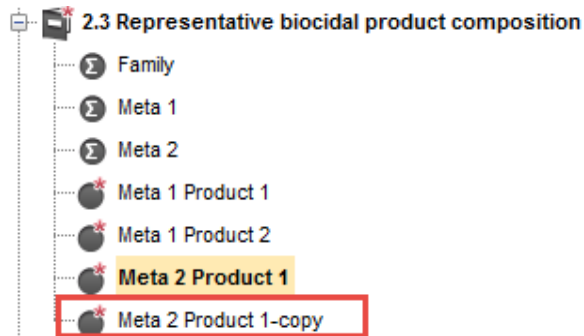 2.3 Representative biocidal product composition
Family
Meta 1
Meta 2
Meta 1 Product 1
Meta 1 Product 2
Meta 2 Product 1
Meta 2 Product 1-copy